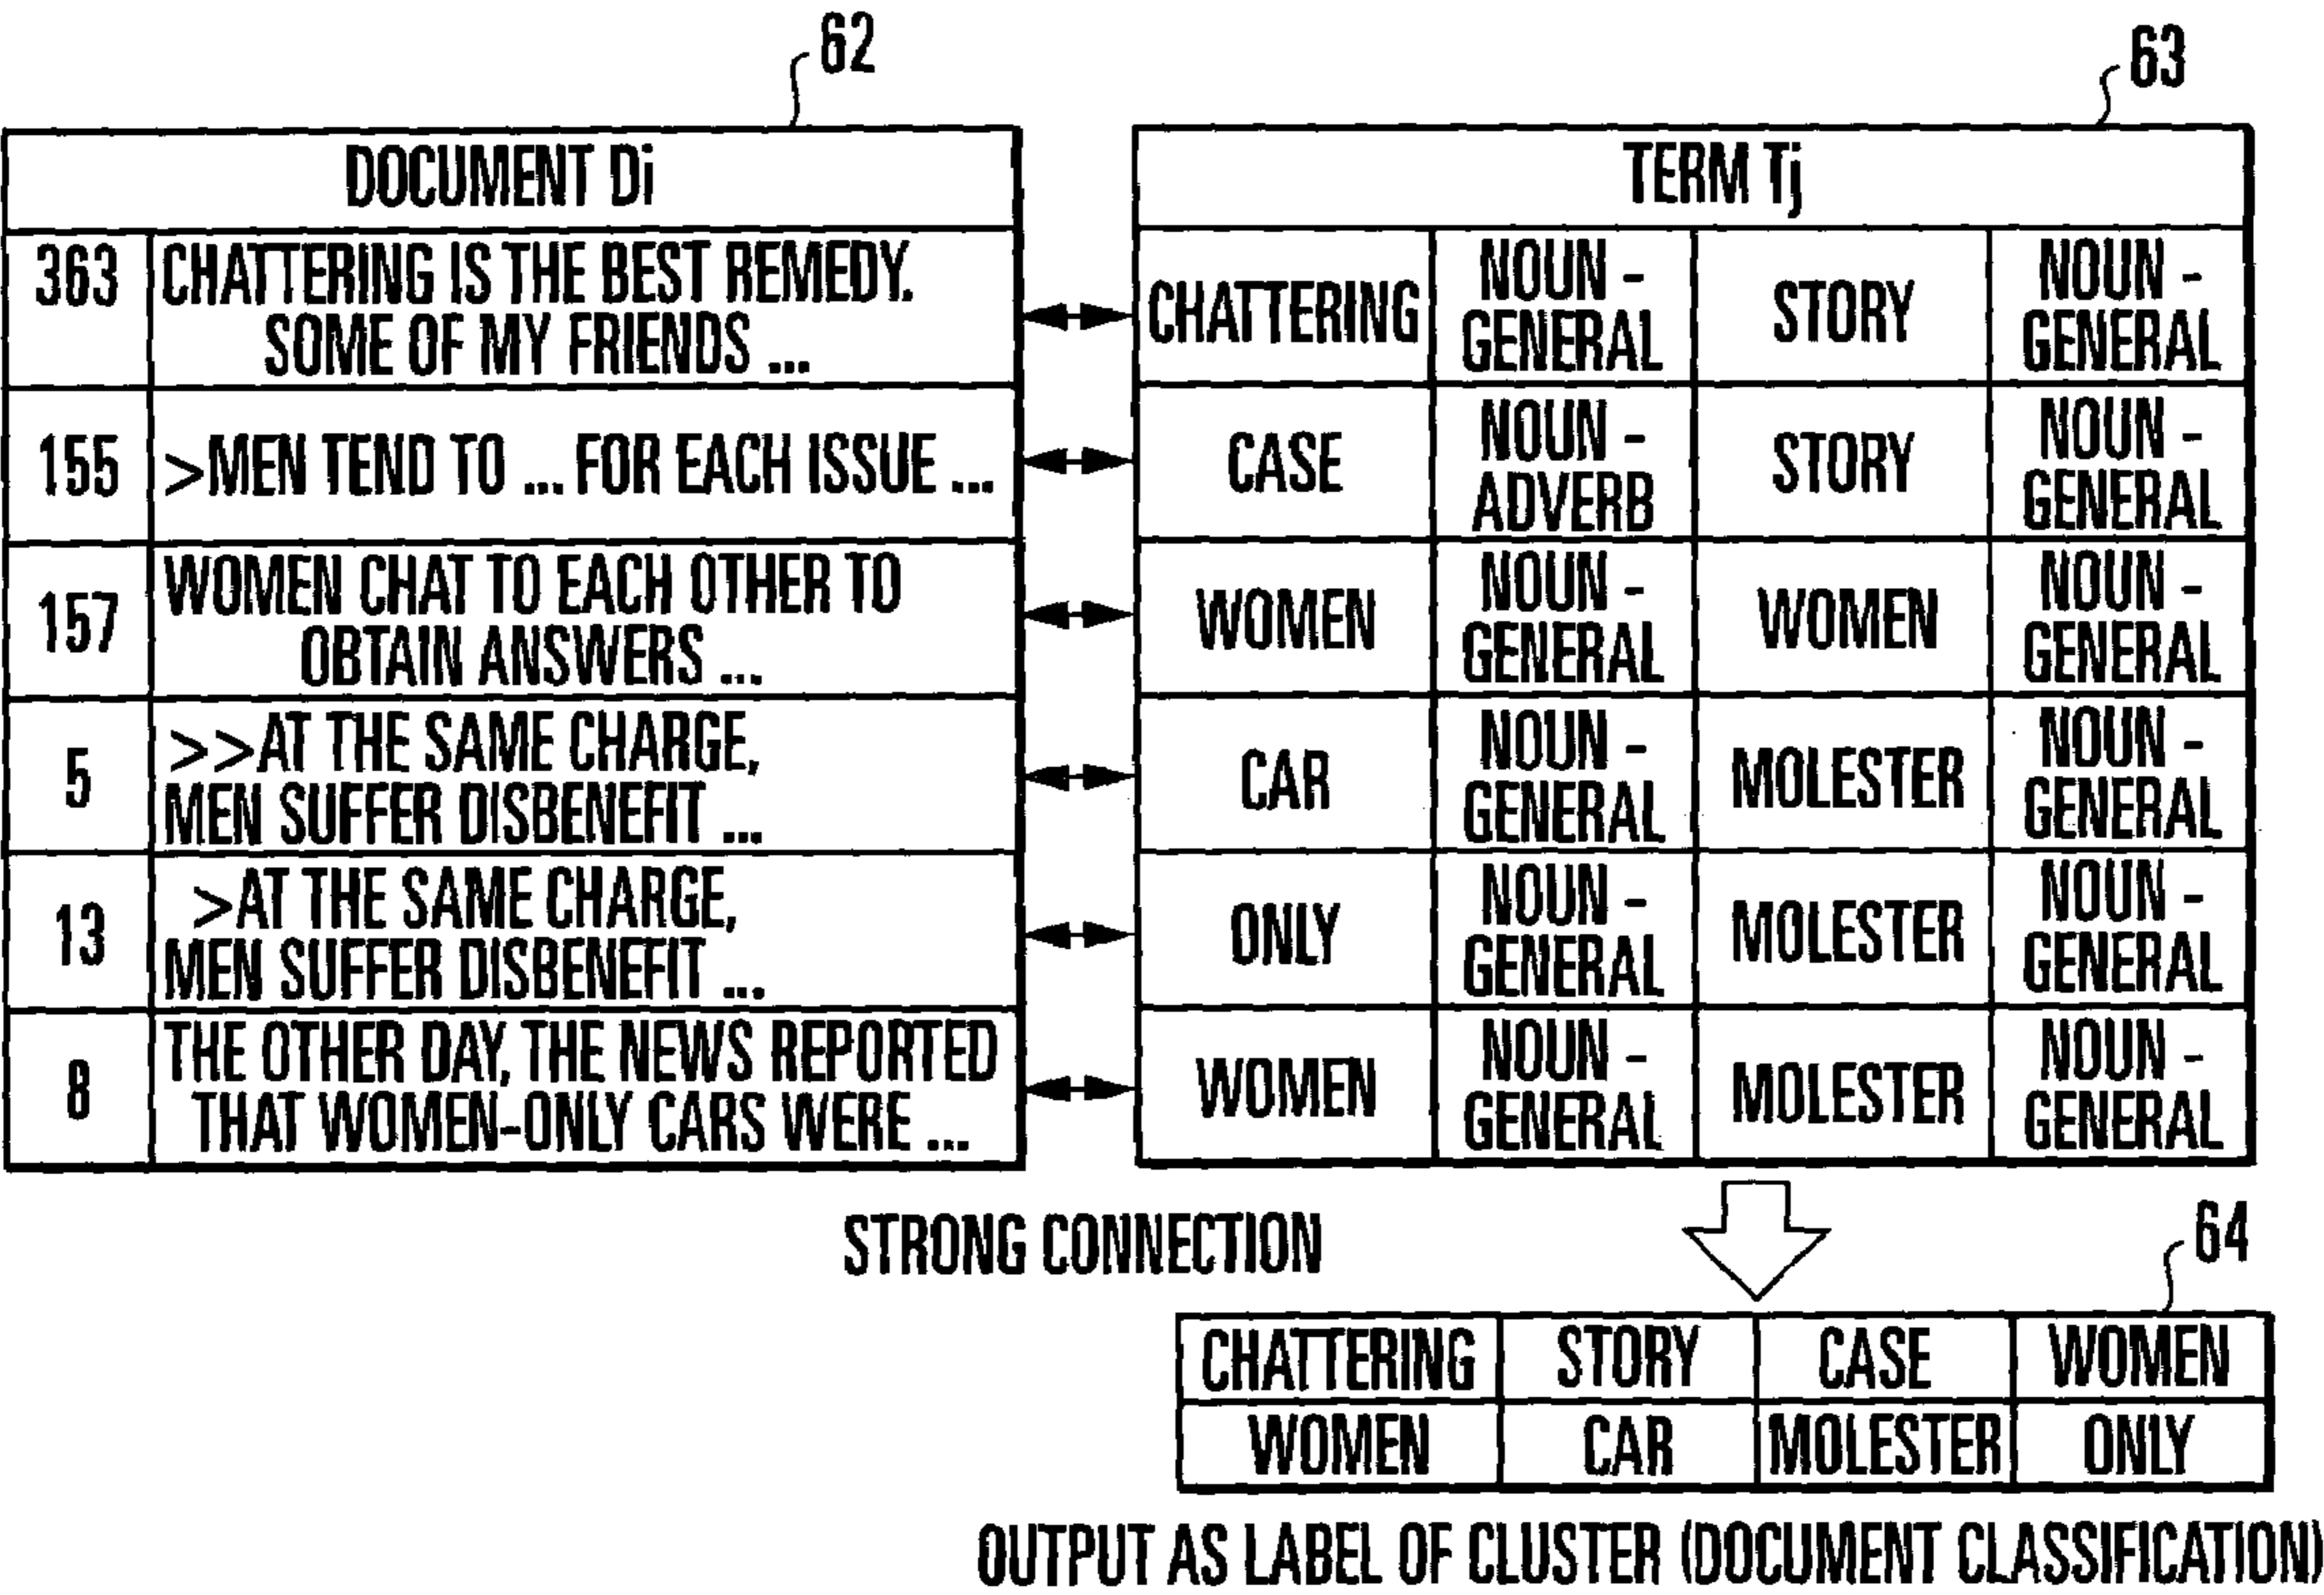 62
63
DOCUMENT Di
363 CHATTERING IS THE BEST REMEDY.
SOME OF MY FRIENDS ...
155 >MEN TEND TO ... FOR EACH ISSUE ...
157 WOMEN CHAT TO EACH OTHER TO
OBTAIN ANSWERS ...
5 >>AT THE SAME CHARGE,
MEN SUFFER DISBENEFIT ...
13 >AT THE SAME CHARGE,
MEN SUFFER DISBENEFIT ...
8 THE OTHER DAY, THE NEWS REPORTED
THAT WOMEN-ONLY CARS WERE ...
TERM Tj
CHATTERING NOUN - GENERAL STORY NOUN - GENERAL
CASE NOUN - ADVERB STORY NOUN - GENERAL
WOMEN NOUN - GENERAL WOMEN NOUN - GENERAL
CAR NOUN - GENERAL MOLESTER NOUN - GENERAL
ONLY NOUN - GENERAL MOLESTER NOUN - GENERAL
WOMEN NOUN - GENERAL MOLESTER NOUN - GENERAL
STRONG CONNECTION
64
CHATTERING STORY CASE WOMEN
WOMEN CAR MOLESTER ONLY
OUTPUT AS LABEL OF CLUSTER (DOCUMENT CLASSIFICATION)